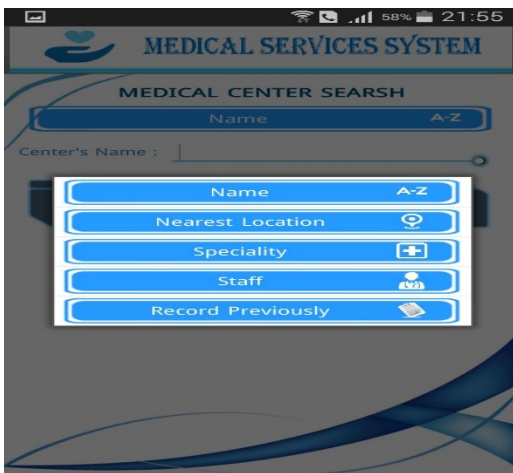 58% 21:55
MEDICAL SERVICES SYSTEM
MEDICAL CENTER SEARSH
Name A-Z
Center's Name :
Name A-Z
Nearest Location
Speciality
Staff
Record Previously